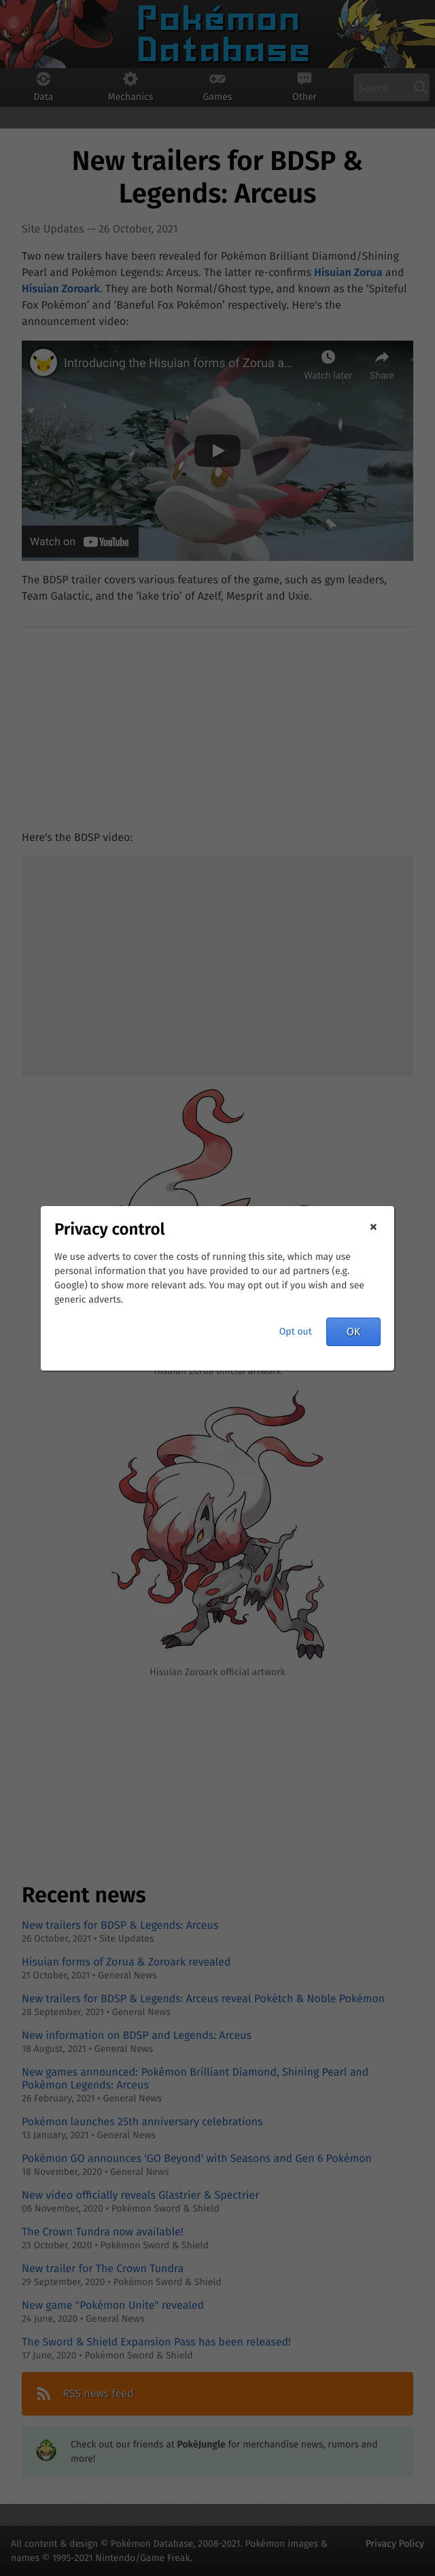 Pokémon
Database
Data
Mechanics
Games
Other
Search
New trailers for BDSP &
Legends: Arceus
Site Updates — 26 October, 2021
Two new trailers have been revealed for Pokémon Brilliant Diamond/Shining
Pearl and Pokémon Legends: Arceus. The latter re-confirms Hisuian Zorua and
Hisuian Zoroark. They are both Normal/Ghost type, and known as the ‘Spiteful
Fox Pokémon’ and ‘Baneful Fox Pokémon’ respectively. Here's the
announcement video:
Introducing the Hisuian forms of Zorua a...
Watch later
Share
Watch on YouTube
The BDSP trailer covers various features of the game, such as gym leaders,
Team Galactic, and the ‘lake trio’ of Azelf, Mesprit and Uxie.
Here's the BDSP video:
Privacy control
×
We use adverts to cover the costs of running this site, which may use
personal information that you have provided to our ad partners (e.g.
Google) to show more relevant ads. You may opt out if you wish and see
generic adverts.
Opt out
OK
Hisuian Zorua official artwork
Hisuian Zoroark official artwork
Recent news
New trailers for BDSP & Legends: Arceus
26 October, 2021 • Site Updates
Hisuian forms of Zorua & Zoroark revealed
21 October, 2021 • General News
New trailers for BDSP & Legends: Arceus reveal Pokétch & Noble Pokémon
28 September, 2021 • General News
New information on BDSP and Legends: Arceus
18 August, 2021 • General News
New games announced: Pokémon Brilliant Diamond, Shining Pearl and
Pokémon Legends: Arceus
26 February, 2021 • General News
Pokémon launches 25th anniversary celebrations
13 January, 2021 • General News
Pokémon GO announces 'GO Beyond' with Seasons and Gen 6 Pokémon
18 November, 2020 • General News
New video officially reveals Glastrier & Spectrier
06 November, 2020 • Pokémon Sword & Shield
The Crown Tundra now available!
23 October, 2020 • Pokémon Sword & Shield
New trailer for The Crown Tundra
29 September, 2020 • Pokémon Sword & Shield
New game "Pokémon Unite" revealed
24 June, 2020 • General News
The Sword & Shield Expansion Pass has been released!
17 June, 2020 • Pokémon Sword & Shield
RSS news feed
Check out our friends at PokéJungle for merchandise news, rumors and
more!
All content & design © Pokémon Database, 2008-2021. Pokémon images &
names © 1995-2021 Nintendo/Game Freak.
Privacy Policy